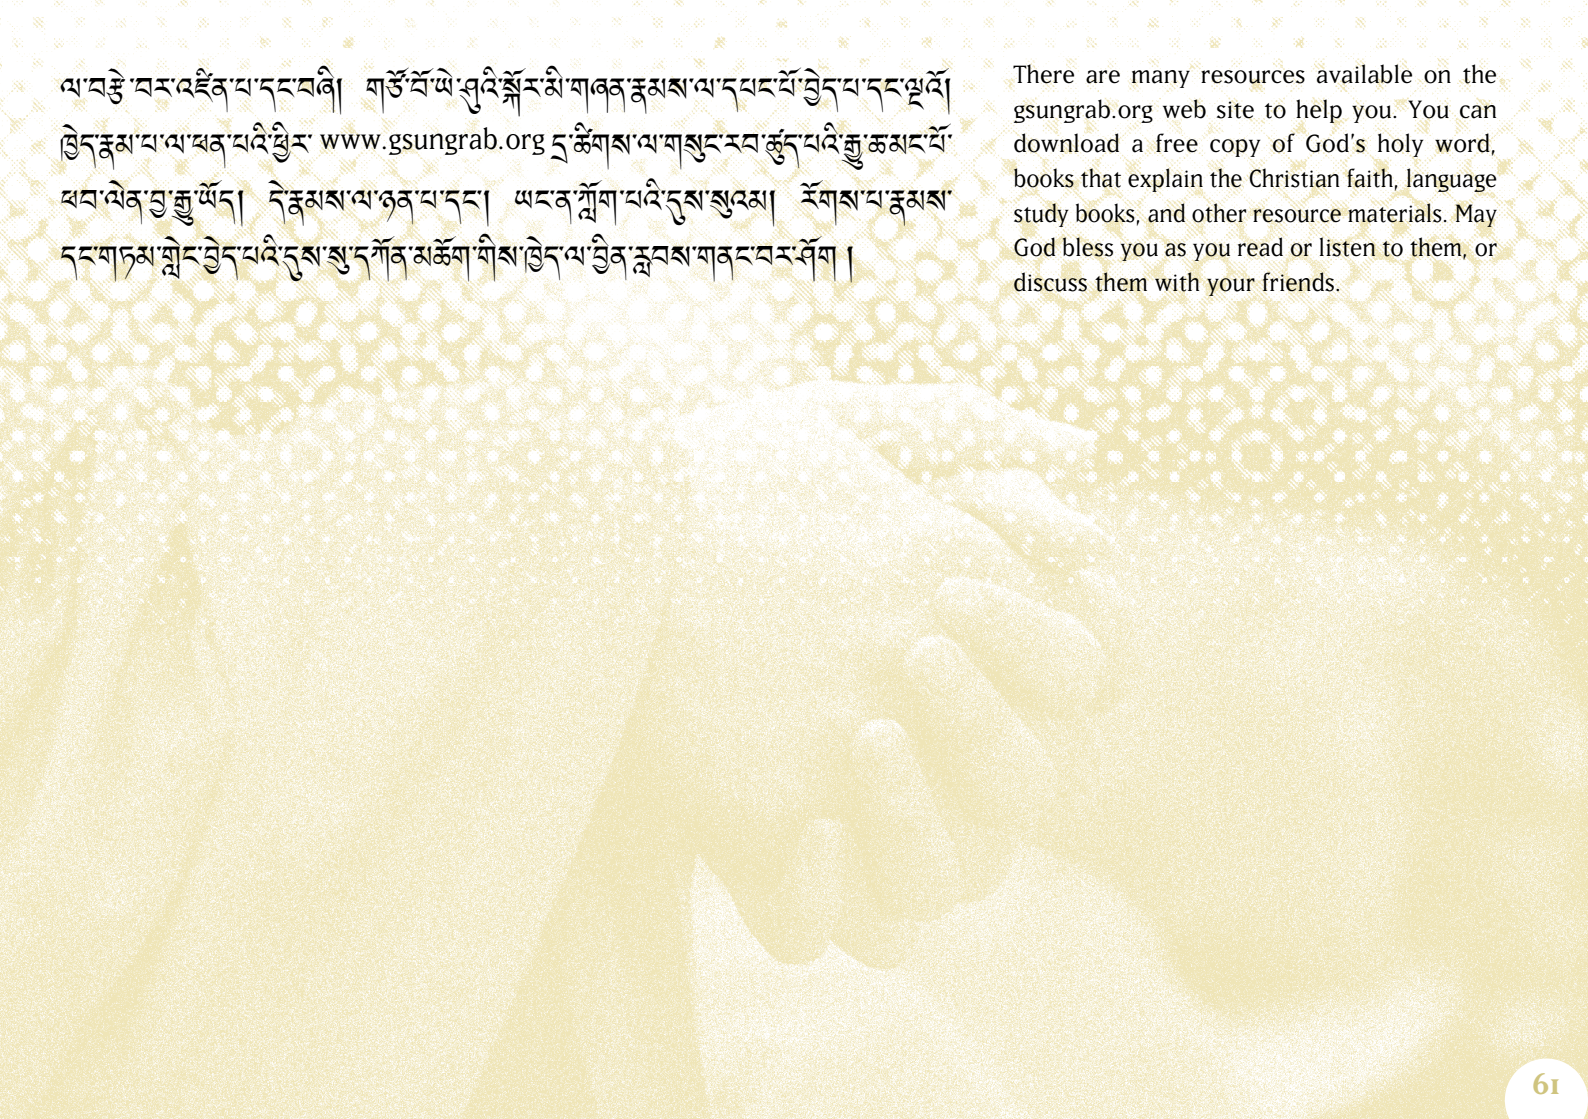 ལ་བརྩེ་བར་འཛིན་པ་དང་བཞི། གཙོ་བོ་ཡེ་ཤུའི་སྐོར་མི་གཞན་རྣམས་ལ་དཔང་པོ་བྱེད་པ་དང་ལྔའོ།
ཁྱེད་རྣམ་པ་ལ་ཕན་པའི་ཕྱིར་ www.gsungrab.org དྲ་ཚིགས་ལ་གསུང་རབ་ཚུད་པའི་རྒྱུ་ཆ་མང་པོ་
ཕབ་ལེན་བྱ་རྒྱུ་ཡོད། དེ་རྣམས་ལ་ཉན་པ་དང་། ཡང་ན་ཀློག་པའི་དུས་སུའམ། རོགས་པ་རྣམས་
དང་གཏམ་གླེང་བྱེད་པའི་དུས་སུ་དཀོན་མཆོག་གིས་ཁྱེད་ལ་བྱིན་རླབས་གནང་བར་ཤོག །
There are many resources available on the
gsungrab.org web site to help you. You can
download a free copy of God's holy word,
books that explain the Christian faith, language
study books, and other resource materials. May
God bless you as you read or listen to them, or
discuss them with your friends.
61